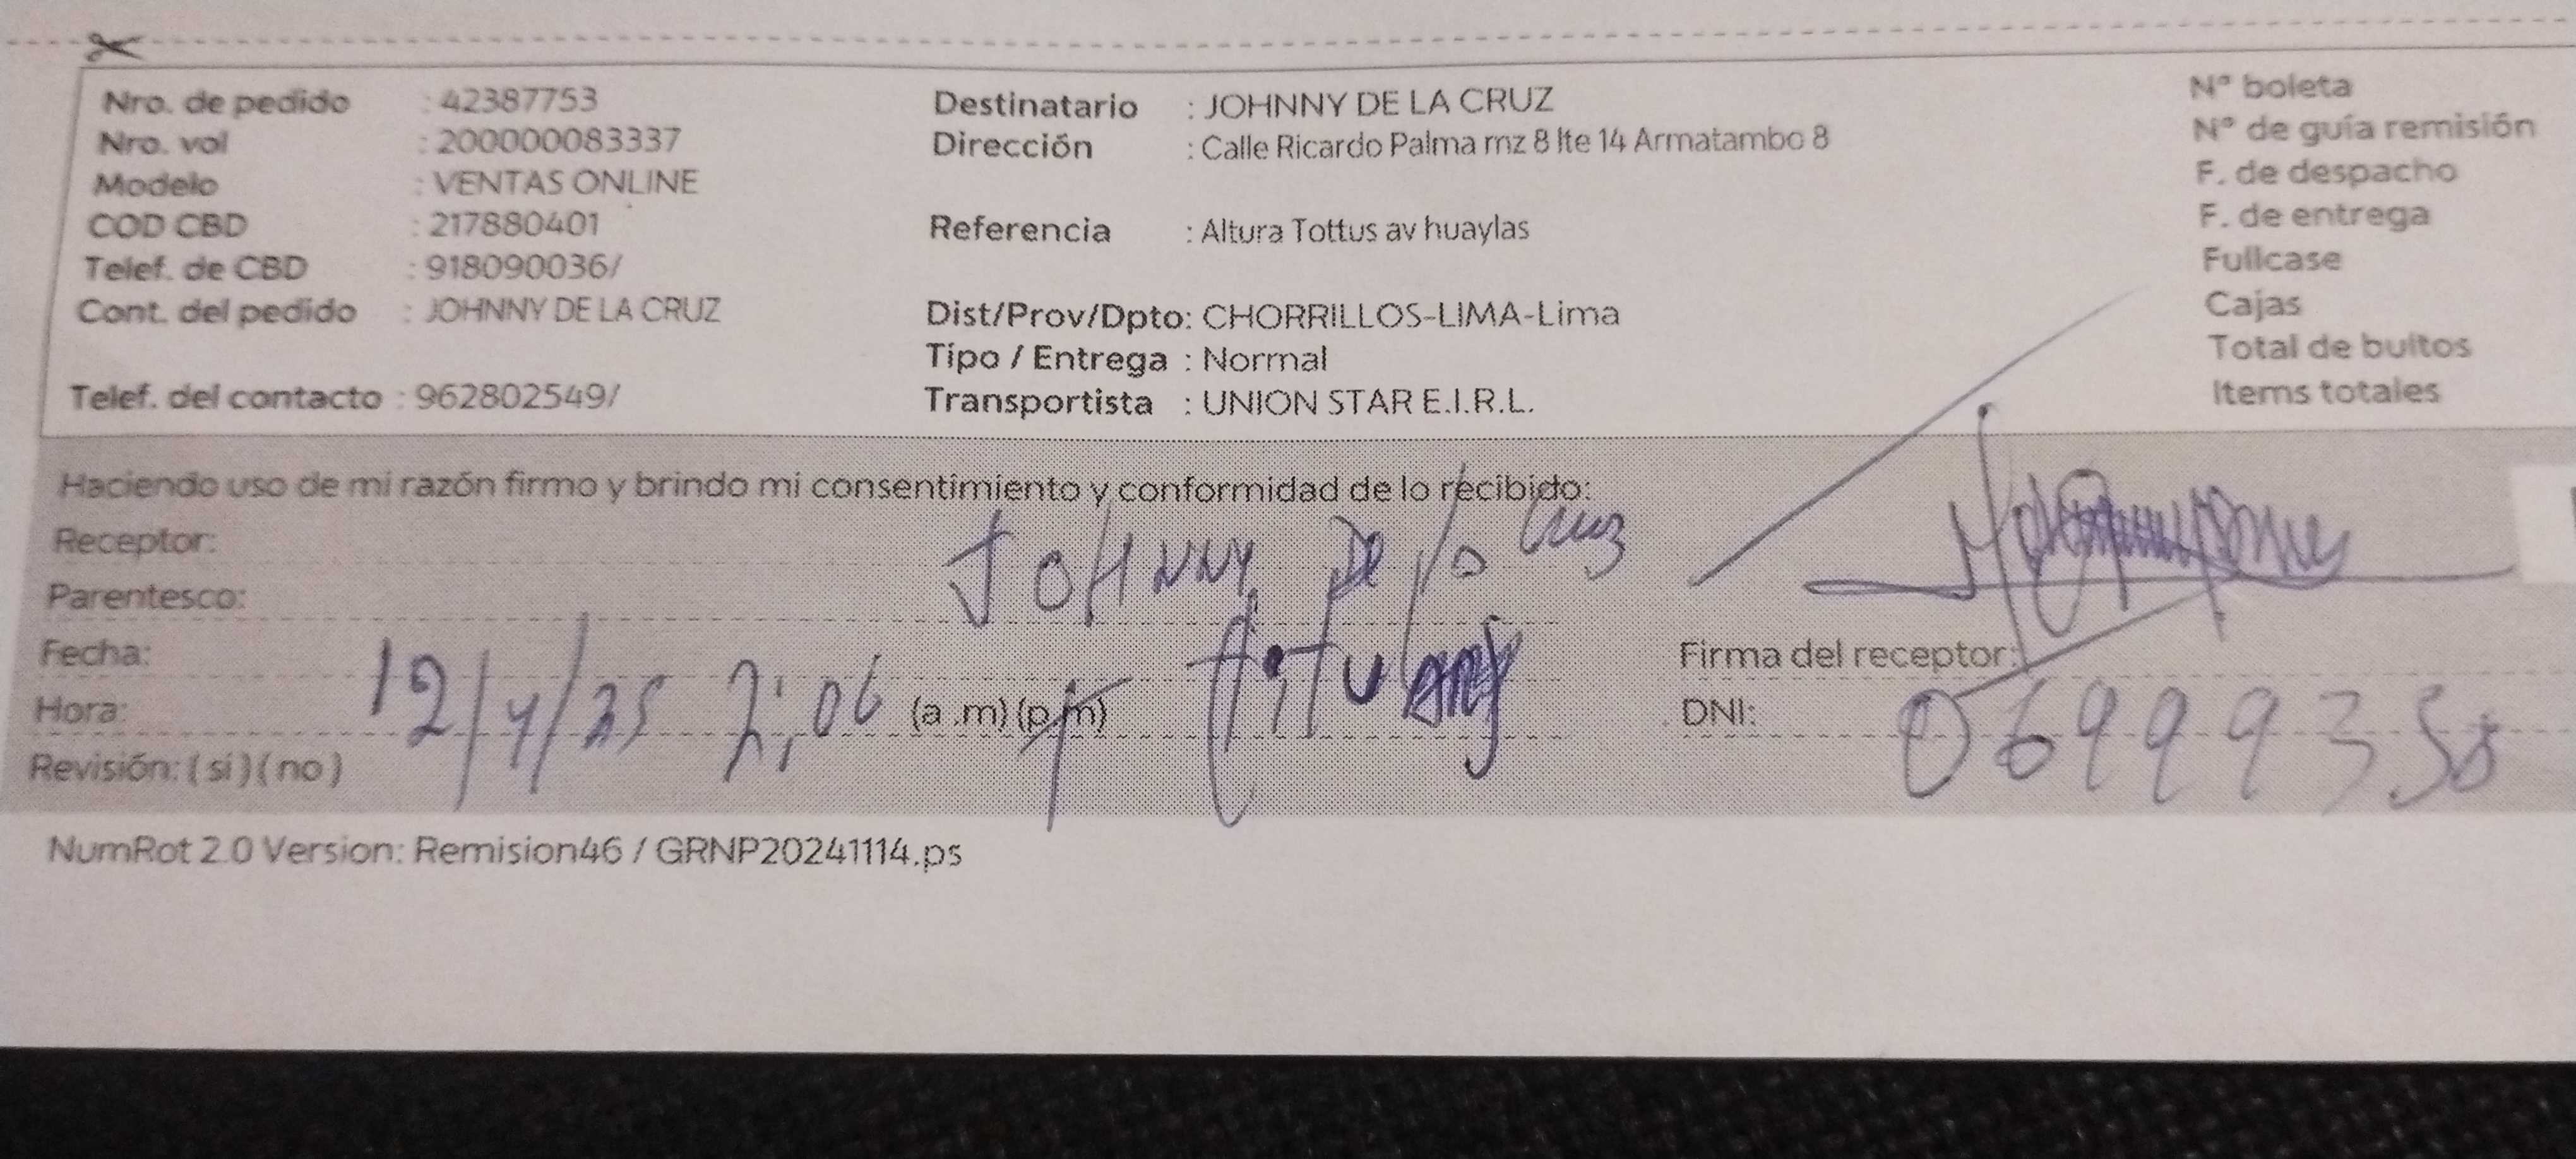 Nro. de pedido : 42387753
Nro. vol : 200000083337
Modelo : VENTAS ONLINE
COD CBD : 217880401
Telef. de CBD : 918090036/
Cont. del pedido : JOHNNY DE LA CRUZ
Telef. del contacto : 962802549/
Destinatario : JOHNNY DE LA CRUZ
Dirección : Calle Ricardo Palma mz 8 lte 14 Armatambo 8
Referencia : Altura Tottus av huaylas
Dist/Prov/Dpto: CHORRILLOS-LIMA-Lima
Tipo / Entrega : Normal
Transportista : UNION STAR E.I.R.L.
N° boleta
N° de guía remisión
F. de despacho
F. de entrega
Fullcase
Cajas
Total de bultos
Items totales
Haciendo uso de mi razón firmo y brindo mi consentimiento y conformidad de lo recibido:
Receptor: JOHNNY De la Cruz
Parentesco:
Fecha: 12/4/25
Hora: 2:06 (a .m) (p.m)
Revisión: ( si ) ( no )
Firma del receptor:
DNI:
NumRot 2.0 Version: Remision46 / GRNP20241114.ps